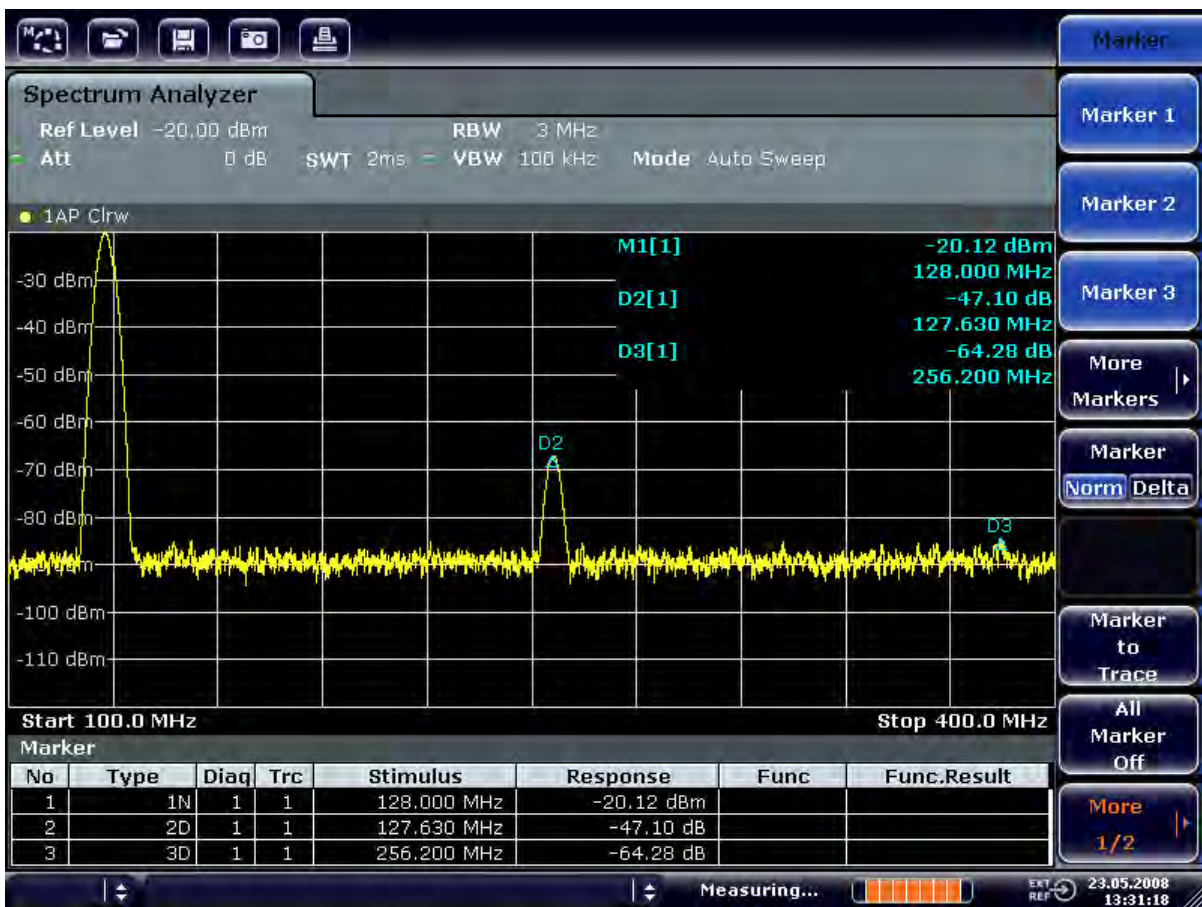 M
Marker
Spectrum Analyzer
Ref Level -20.00 dBm RBW 3 MHz
Att 0 dB SWT 2ms VBW 100 kHz Mode Auto Sweep
1AP Clrw
M1[1] -20.12 dBm
128.000 MHz
D2[1] -47.10 dB
127.630 MHz
D3[1] -64.28 dB
256.200 MHz
-30 dBm
-40 dBm
-50 dBm
-60 dBm
D2
-70 dBm
-80 dBm
D3
-100 dBm
-110 dBm
Start 100.0 MHz Stop 400.0 MHz
Marker
No Type Diaq Trc Stimulus Response Func Func.Result
1 1N 1 1 128.000 MHz -20.12 dBm
2 2D 1 1 127.630 MHz -47.10 dB
3 3D 1 1 256.200 MHz -64.28 dB
Measuring... EXT REF 23.05.2008
13:31:18
Marker 1
Marker 2
Marker 3
More
Markers
Marker
Norm Delta
Marker
to
Trace
All
Marker
Off
More
1/2